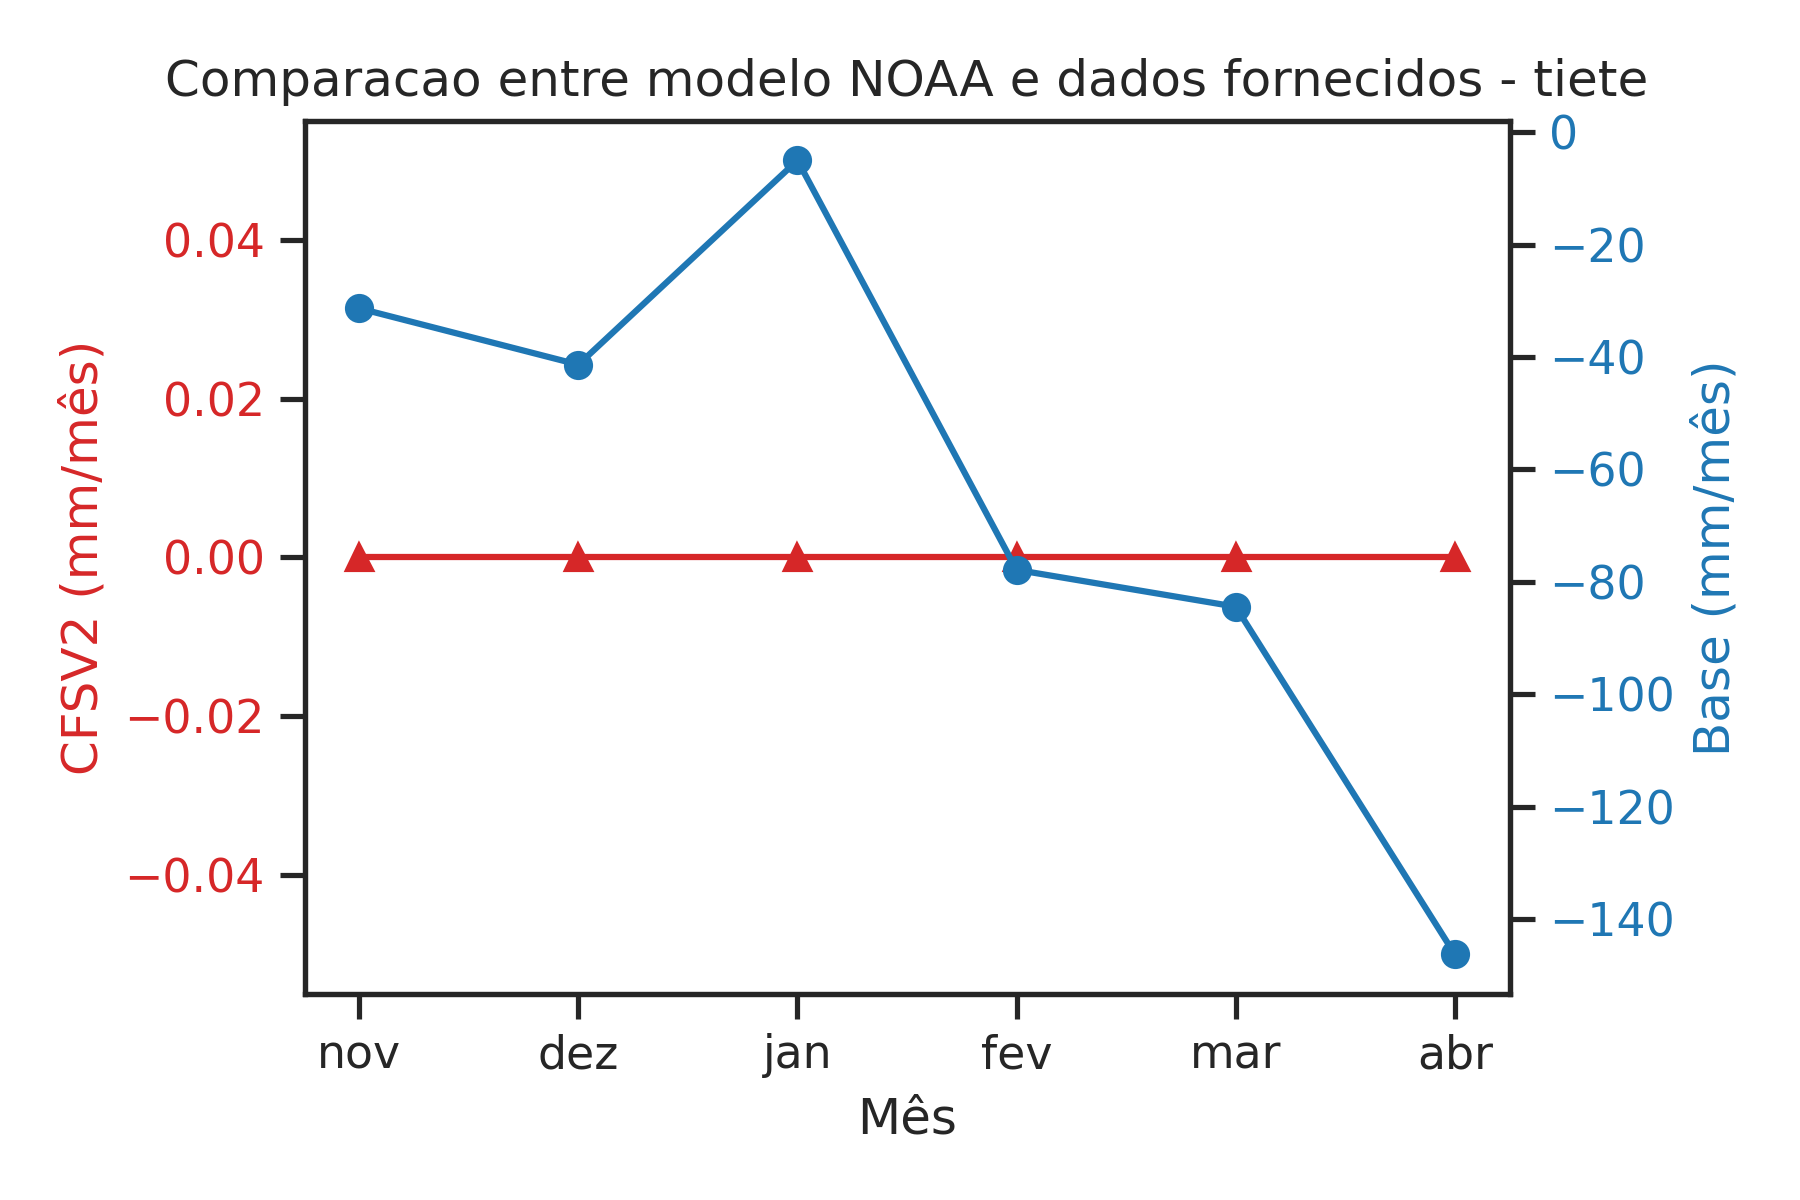 Comparacao entre modelo NOAA e dados fornecidos - tiete
CFSV2 (mm/mês)
0.04
0.02
0.00
−0.02
−0.04
0
−20
−40
−60
−80
−100
−120
−140
Base (mm/mês)
nov dez jan fev mar abr
Mês